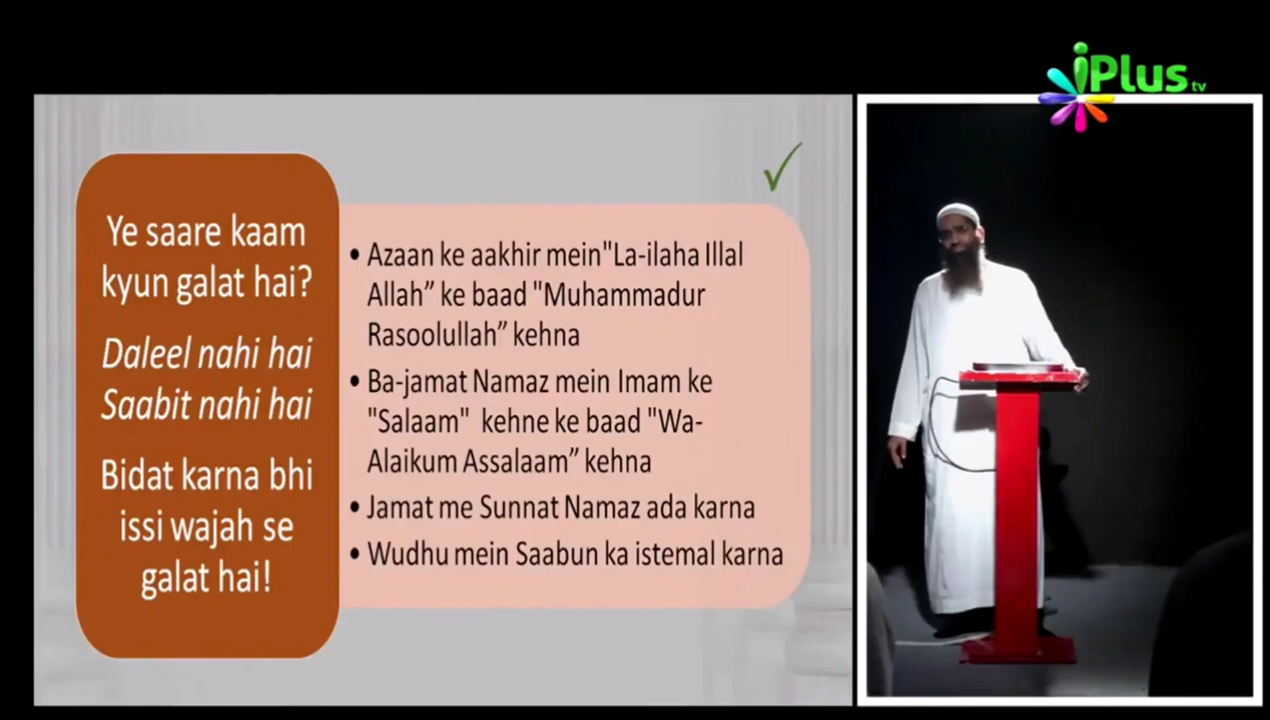 iPlus tv
Ye saare kaam
kyun galat hai?
Daleel nahi hai
Saabit nahi hai
Bidat karna bhi
issi wajah se
galat hai!
• Azaan ke aakhir mein"La-ilaha Illal
Allah” ke baad "Muhammadur
Rasoolullah” kehna
• Ba-jamat Namaz mein Imam ke
"Salaam" kehne ke baad "Wa-
Alaikum Assalaam” kehna
• Jamat me Sunnat Namaz ada karna
• Wudhu mein Saabun ka istemal karna